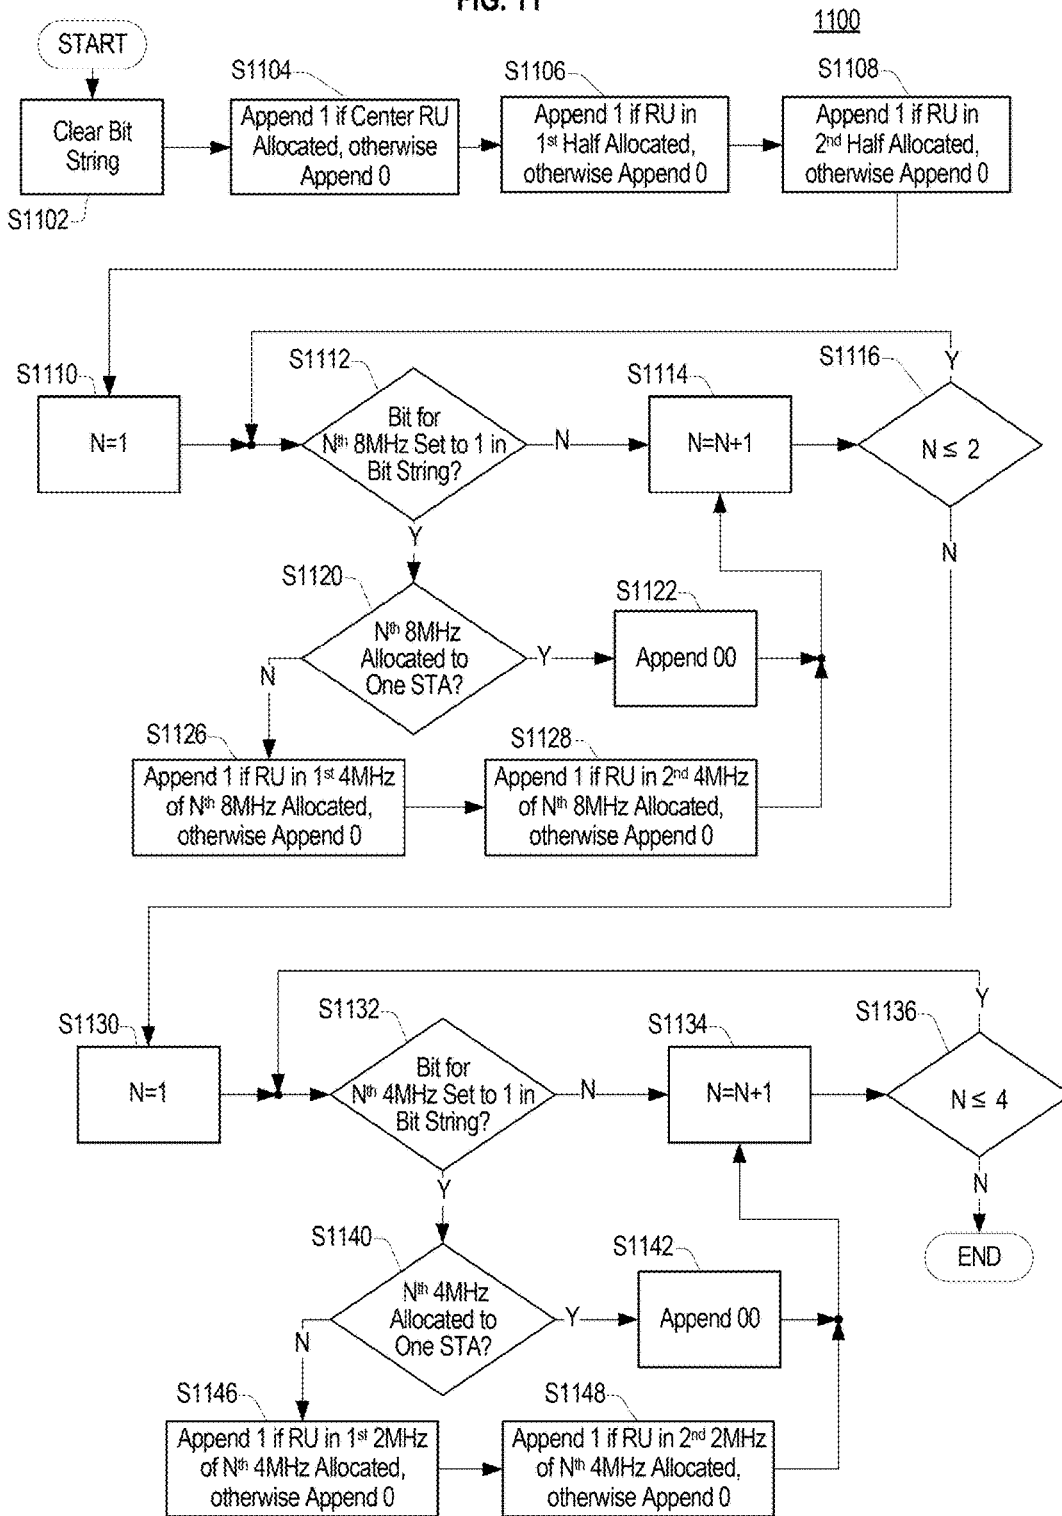 FIG. 11
1100
START
S1102
Clear Bit
String
S1104
Append 1 if Center RU
Allocated, otherwise
Append 0
S1106
Append 1 if RU in
1st Half Allocated,
otherwise Append 0
S1108
Append 1 if RU in
2nd Half Allocated,
otherwise Append 0
S1110
N=1
S1112
Bit for
Nth 8MHz Set to 1 in
Bit String?
N
Y
S1114
N=N+1
S1116
N ≤ 2
Y
N
S1120
Nth 8MHz
Allocated to
One STA?
N
Y
S1122
Append 00
S1126
Append 1 if RU in 1st 4MHz
of Nth 8MHz Allocated,
otherwise Append 0
S1128
Append 1 if RU in 2nd 4MHz
of Nth 8MHz Allocated,
otherwise Append 0
S1130
N=1
S1132
Bit for
Nth 4MHz Set to 1 in
Bit String?
N
Y
S1134
N=N+1
S1136
N ≤ 4
Y
N
END
S1140
Nth 4MHz
Allocated to
One STA?
N
Y
S1142
Append 00
S1146
Append 1 if RU in 1st 2MHz
of Nth 4MHz Allocated,
otherwise Append 0
S1148
Append 1 if RU in 2nd 2MHz
of Nth 4MHz Allocated,
otherwise Append 0